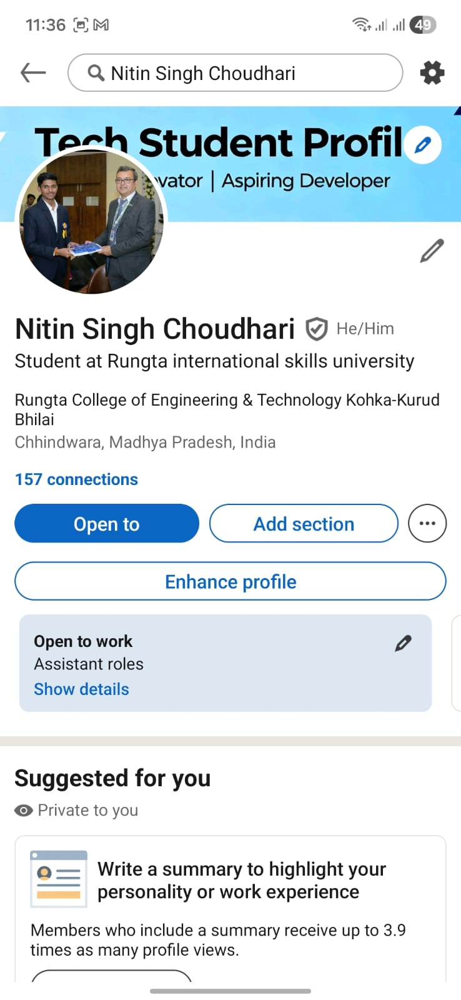 11:36
49
Nitin Singh Choudhari
Tech Student Profil
vator | Aspiring Developer
Nitin Singh Choudhari He/Him
Student at Rungta international skills university
Rungta College of Engineering & Technology Kohka-Kurud
Bhilai
Chhindwara, Madhya Pradesh, India
157 connections
Open to
Add section
Enhance profile
Open to work
Assistant roles
Show details
Suggested for you
Private to you
Write a summary to highlight your
personality or work experience
Members who include a summary receive up to 3.9
times as many profile views.